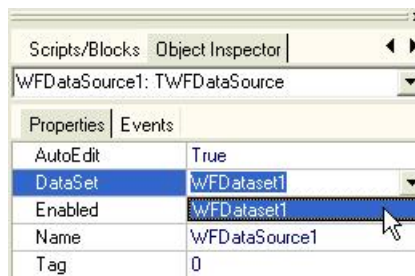 Scripts/Blocks Object Inspector
WFDataSource1: TWFDataSource
Properties Events
AutoEdit True
DataSet WFDataset1
Enabled WFDataset1
Name WFDataSource1
Tag 0